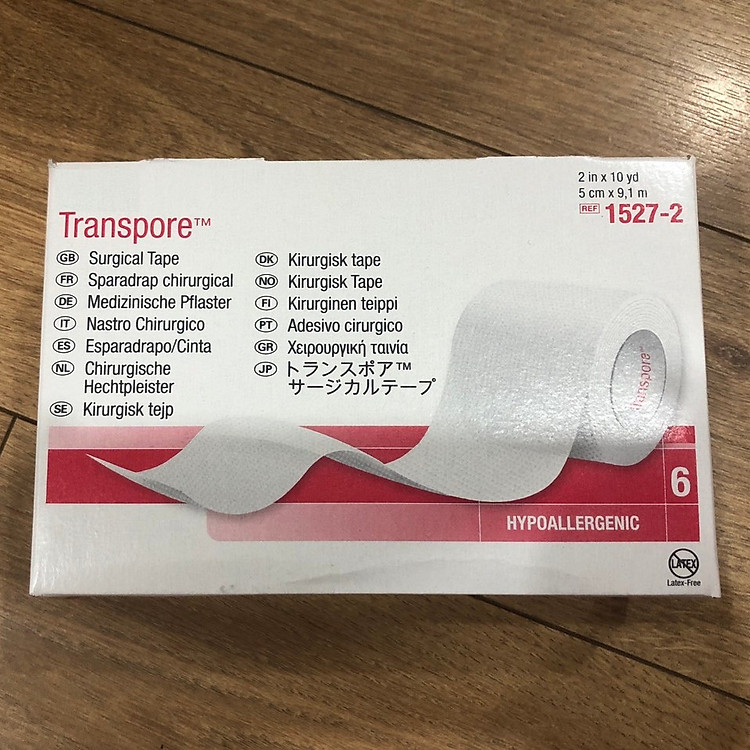 2 in x 10 yd
5 cm x 9,1 m
REF 1527-2
Transpore™
GB Surgical Tape
FR Sparadrap chirurgical
DE Medizinische Pflaster
IT Nastro Chirurgico
ES Esparadrapo/Cinta
NL Chirurgische
Hechtpleister
SE Kirurgisk tejp
DK Kirurgisk tape
NO Kirurgisk Tape
FI Kirurginen teippi
PT Adesivo cirurgico
GR Χειρουργική ταινία
JP トランスポア™
サージカルテープ
Transpore™
6
HYPOALLERGENIC
LATEX
Latex-Free